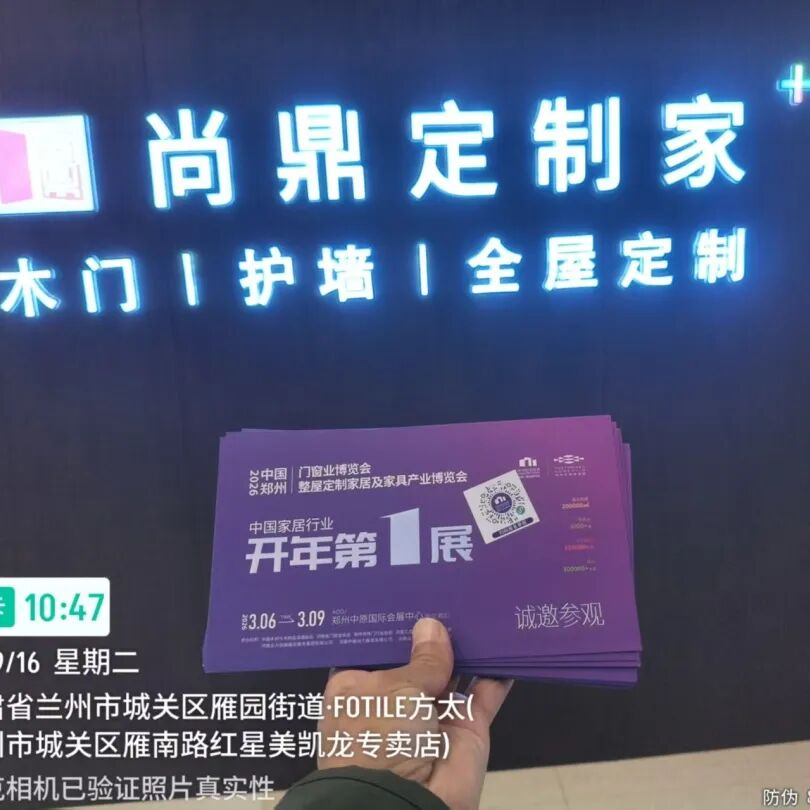 尚鼎定制家
木门 | 护墙 | 全屋定制
2026 中国郑州
门窗业博览会
整屋定制家居及家具产业博览会
中国家居行业
开年第1展
2026 3.06 — 3.09
郑州中原国际会展中心
诚邀参观
10:47
9/16 星期二
肃省兰州市城关区雁园街道·FOTILE方太(
州市城关区雁南路红星美凯龙专卖店)
相机已验证照片真实性
防伪